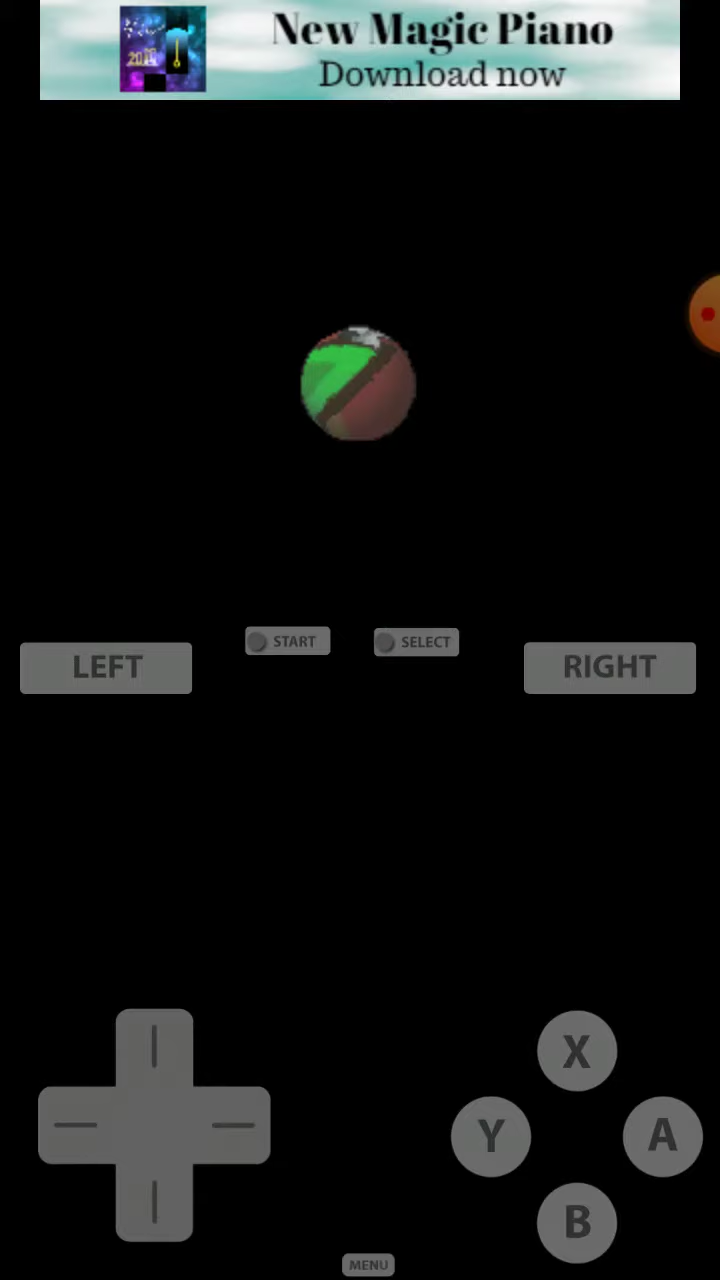 New Magic Piano
Download now
START
SELECT
LEFT
RIGHT
X
Y
A
B
MENU